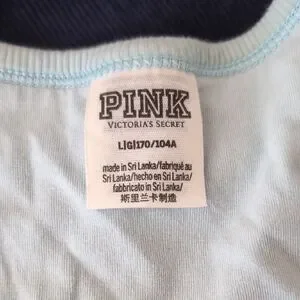 PINK
VICTORIA'S SECRET
L|G|170/104A
made in Sri Lanka/fabriqué au
Sri Lanka/hecho en Sri Lanka/
fabbricato in Sri Lanka/
斯里兰卡制造